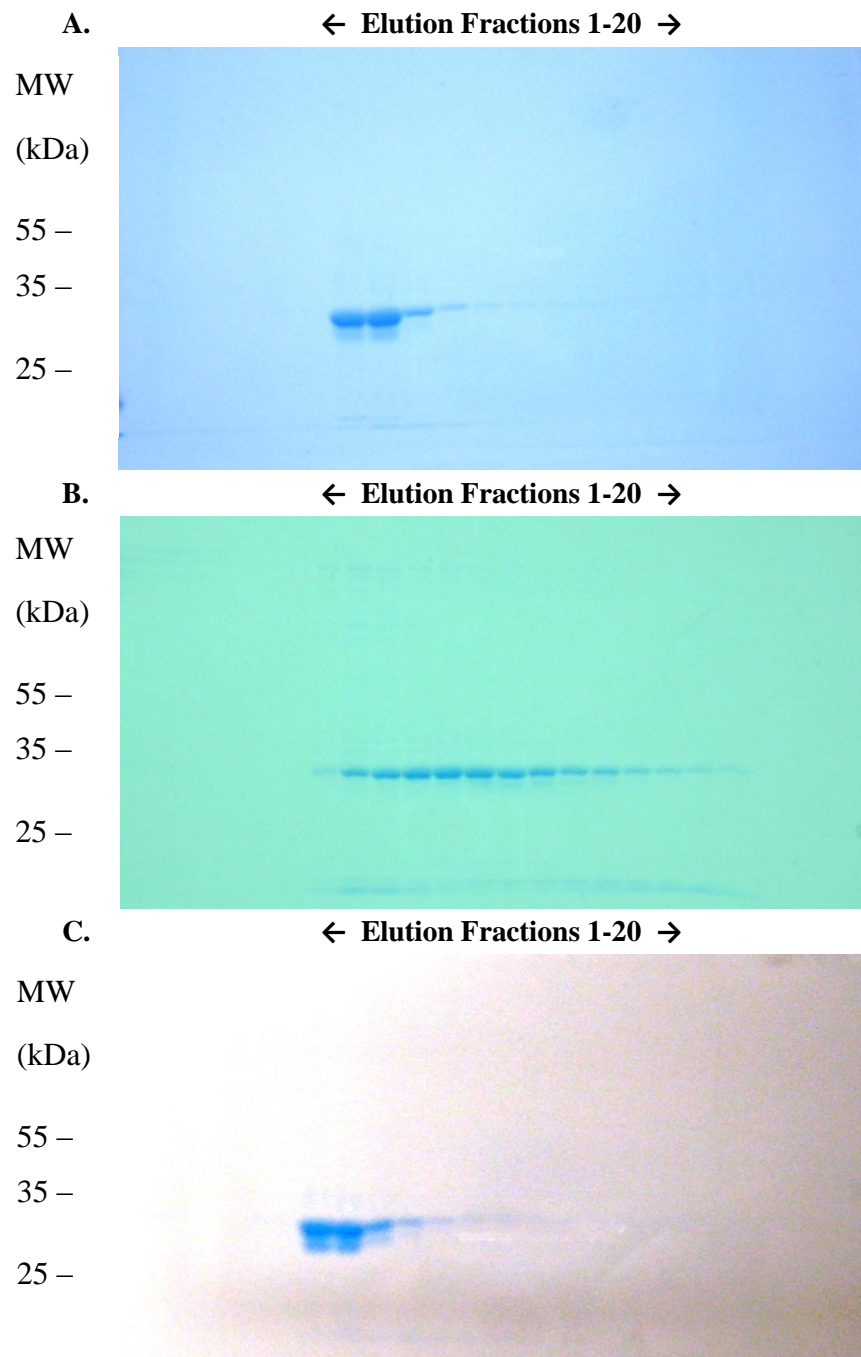 A. ← Elution Fractions 1-20 →
MW
(kDa)
55 –
35 –
25 –
B. ← Elution Fractions 1-20 →
MW
(kDa)
55 –
35 –
25 –
C. ← Elution Fractions 1-20 →
MW
(kDa)
55 –
35 –
25 –